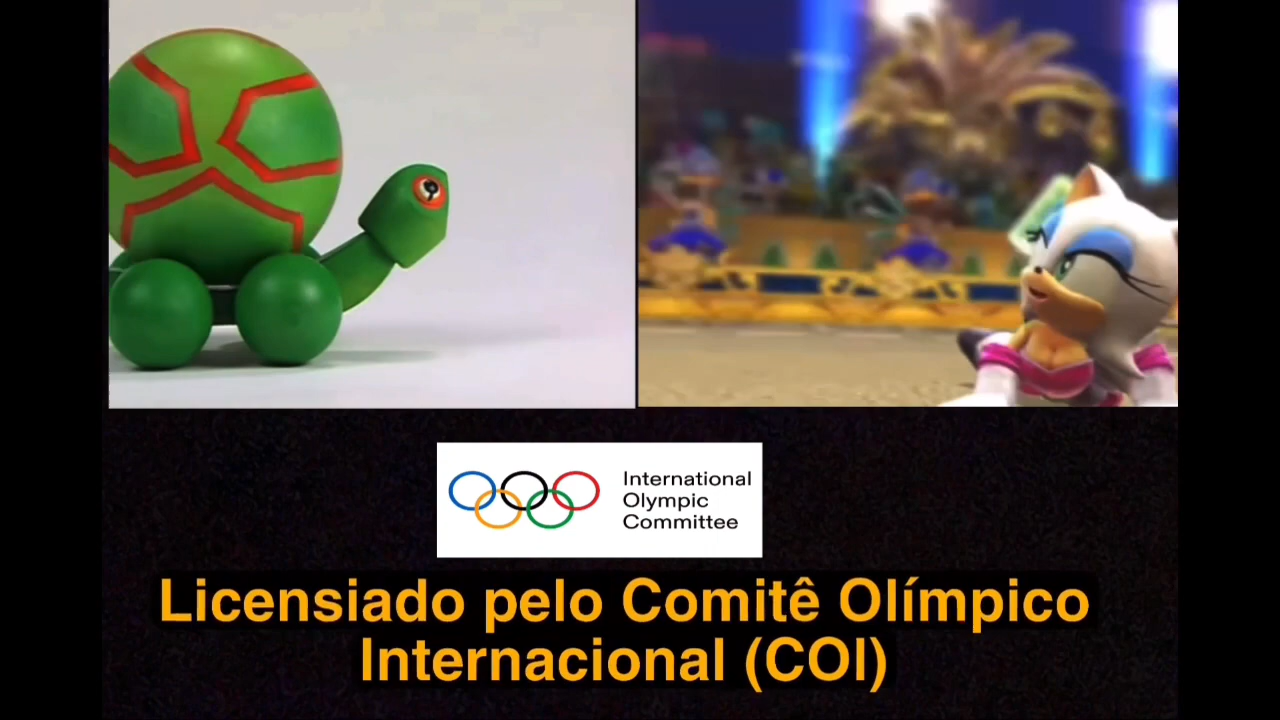 International
Olympic
Committee
Licensiado pelo Comitê Olímpico
Internacional (COI)